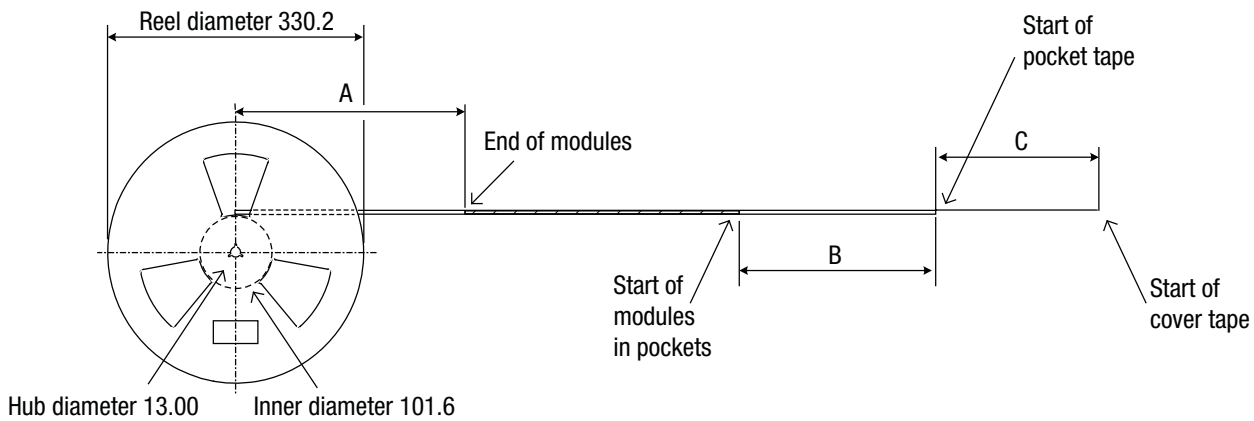 Reel diameter 330.2
Start of
pocket tape
A
End of modules
C
B
Start of
modules
in pockets
Start of
cover tape
Hub diameter 13.00
Inner diameter 101.6